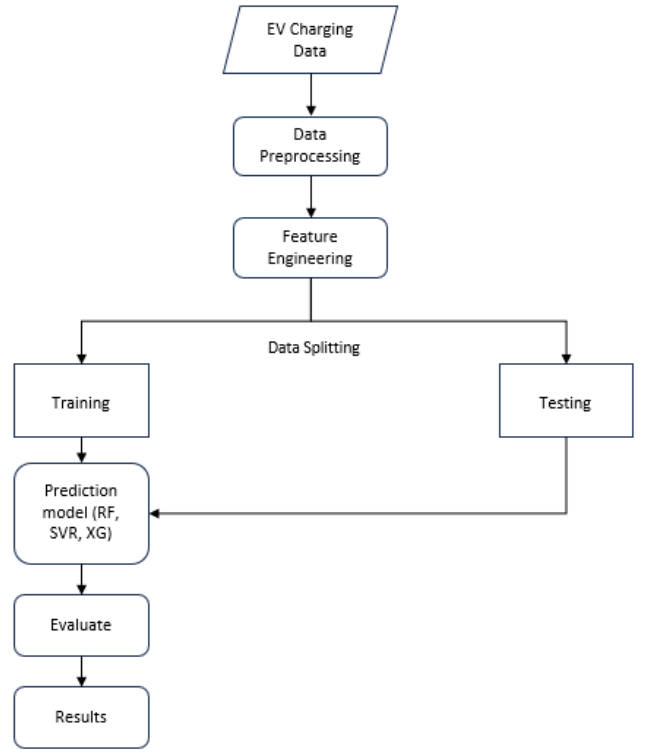 EV Charging
Data
Data
Preprocessing
Feature
Engineering
Data Splitting
Training
Testing
Prediction
model (RF,
SVR, XG)
Evaluate
Results